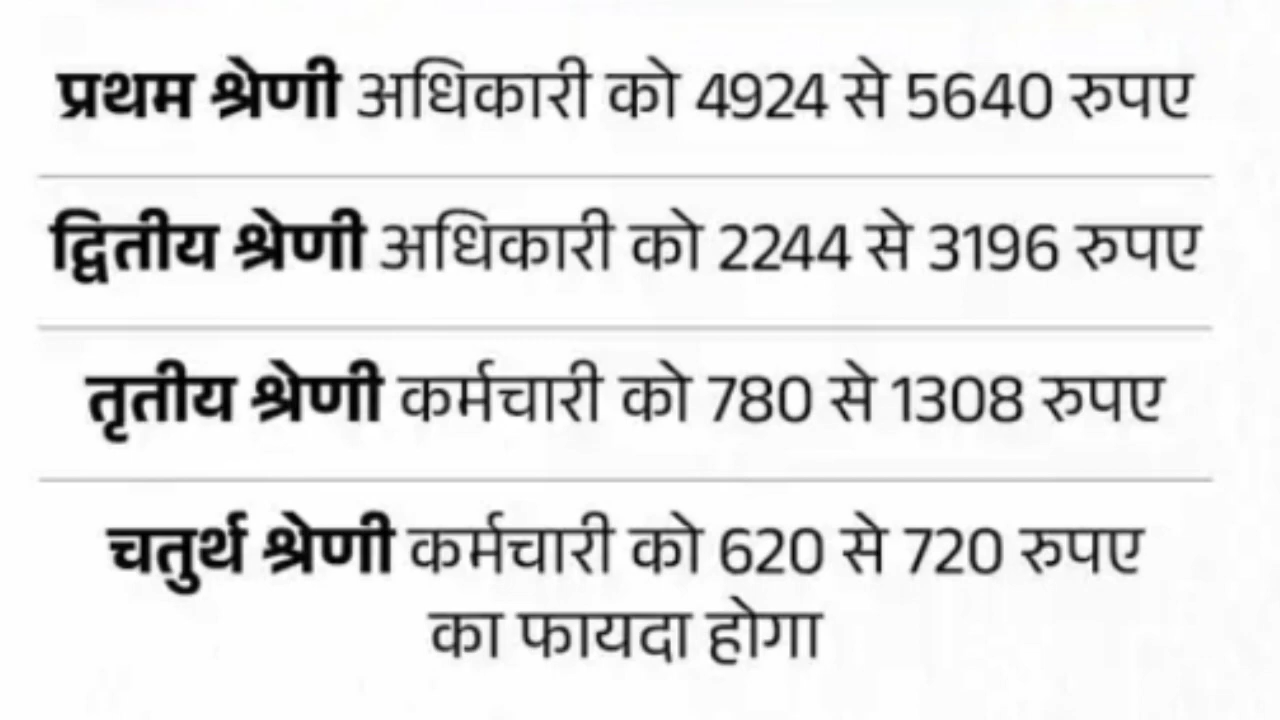 प्रथम श्रेणी अधिकारी को 4924 से 5640 रुपए
द्वितीय श्रेणी अधिकारी को 2244 से 3196 रुपए
तृतीय श्रेणी कर्मचारी को 780 से 1308 रुपए
चतुर्थ श्रेणी कर्मचारी को 620 से 720 रुपए
का फायदा होगा